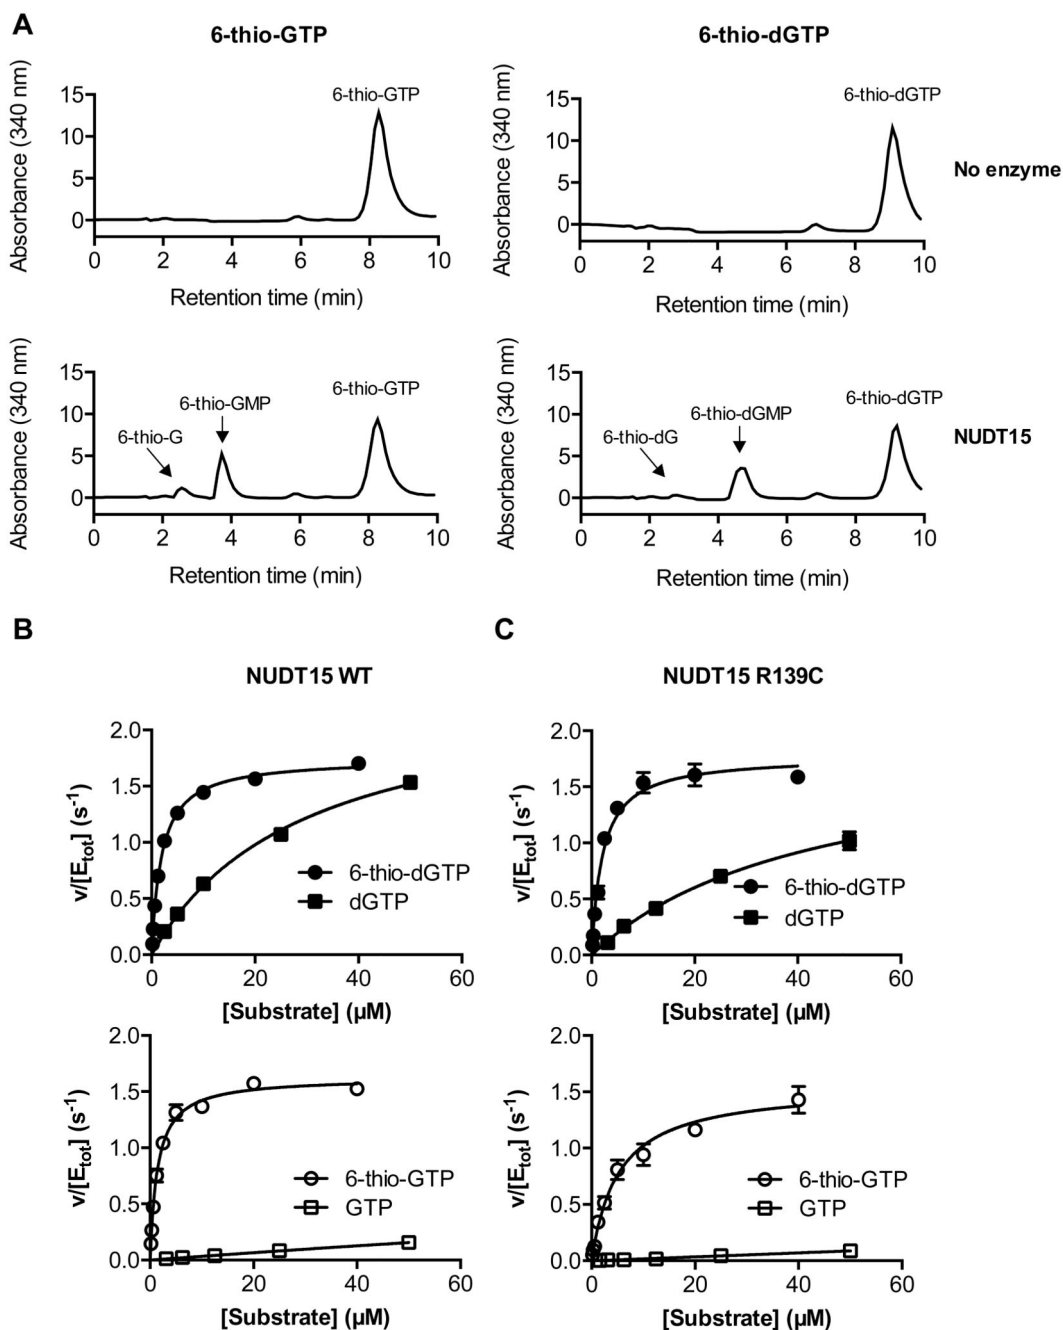 A
6-thio-GTP
6-thio-dGTP
Absorbance (340 nm)
15
10
5
0
6-thio-GTP
0 2 4 6 8 10
Retention time (min)
Absorbance (340 nm)
15
10
5
0
6-thio-dGTP
0 2 4 6 8 10
Retention time (min)
No enzyme
Absorbance (340 nm)
15
10
5
0
6-thio-G
6-thio-GMP
6-thio-GTP
0 2 4 6 8 10
Retention time (min)
Absorbance (340 nm)
15
10
5
0
6-thio-dG
6-thio-dGMP
6-thio-dGTP
0 2 4 6 8 10
Retention time (min)
NUDT15
B
NUDT15 WT
v/[Etot] (s-1)
2.0
1.5
1.0
0.5
0.0
6-thio-dGTP
dGTP
0 20 40 60
[Substrate] (µM)
v/[Etot] (s-1)
2.0
1.5
1.0
0.5
0.0
6-thio-GTP
GTP
0 20 40 60
[Substrate] (µM)
C
NUDT15 R139C
v/[Etot] (s-1)
2.0
1.5
1.0
0.5
0.0
6-thio-dGTP
dGTP
0 20 40 60
[Substrate] (µM)
v/[Etot] (s-1)
2.0
1.5
1.0
0.5
0.0
6-thio-GTP
GTP
0 20 40 60
[Substrate] (µM)